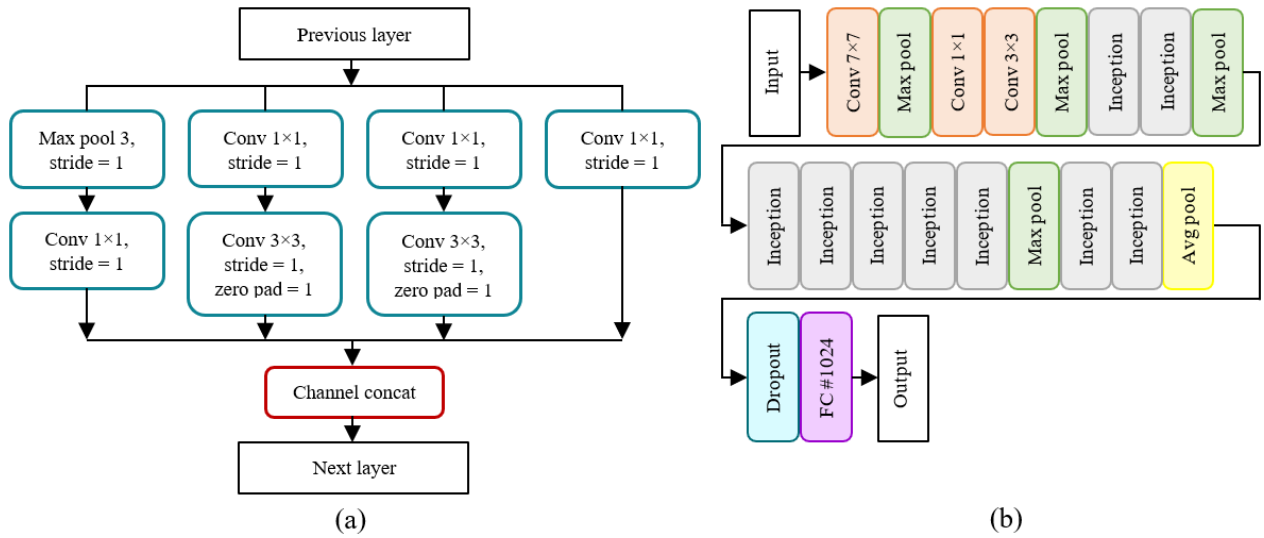 Previous layer
Max pool 3,
stride = 1
Conv 1×1,
stride = 1
Conv 1×1,
stride = 1
Conv 1×1,
stride = 1
Conv 1×1,
stride = 1
Conv 3×3,
stride = 1,
zero pad = 1
Conv 3×3,
stride = 1,
zero pad = 1
Channel concat
Next layer
(a)
Input
Conv 7×7
Max pool
Conv 1×1
Conv 3×3
Max pool
Inception
Inception
Max pool
Inception
Inception
Inception
Inception
Inception
Max pool
Inception
Inception
Avg pool
Dropout
FC #1024
Output
(b)